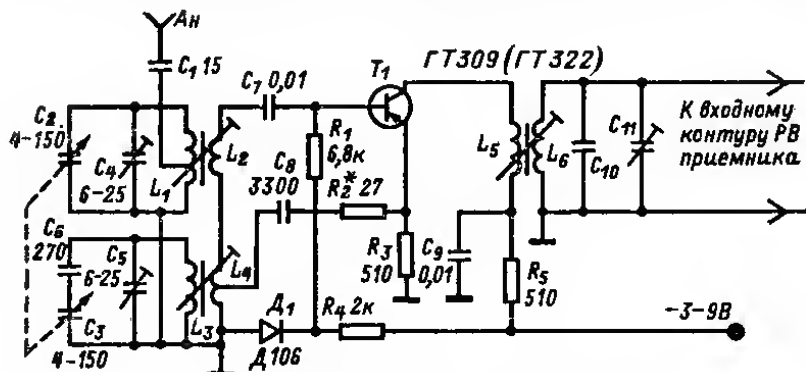 Ан
C1 15
C7 0,01
T1
ГТ309 (ГТ322)
C2
4-150
C4
6-25
L1
L2
C8
3300
R1
6,8к
R2* 27
L5
L6
C10
C11
К входному
контуру РВ
приемника
C6
270
C5
6-25
C3
4-150
L3
L4
R3
510
C9
0,01
R5
510
Д1
Д106
R4 2к
-3-9В